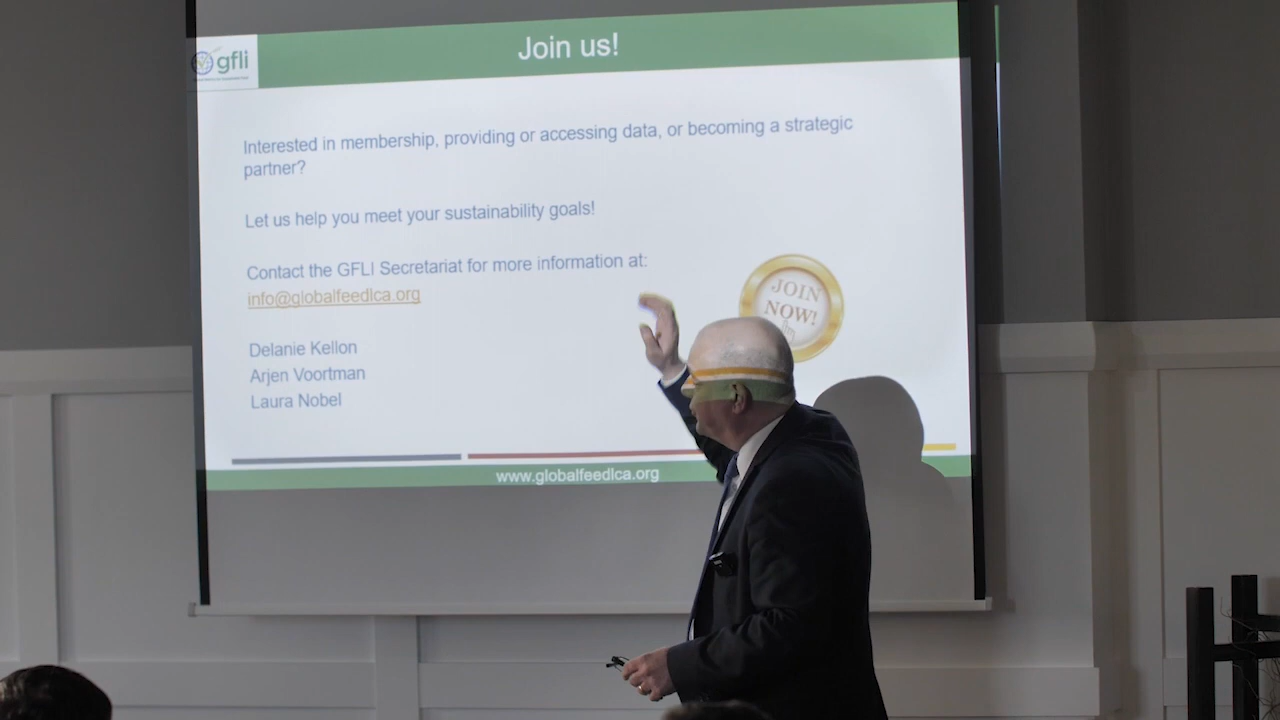 gfli
Join us!
Interested in membership, providing or accessing data, or becoming a strategic
partner?
Let us help you meet your sustainability goals!
Contact the GFLI Secretariat for more information at:
info@globalfeedlca.org
JOIN
NOW!
Delanie Kellon
Arjen Voortman
Laura Nobel
www.globalfeedlca.org